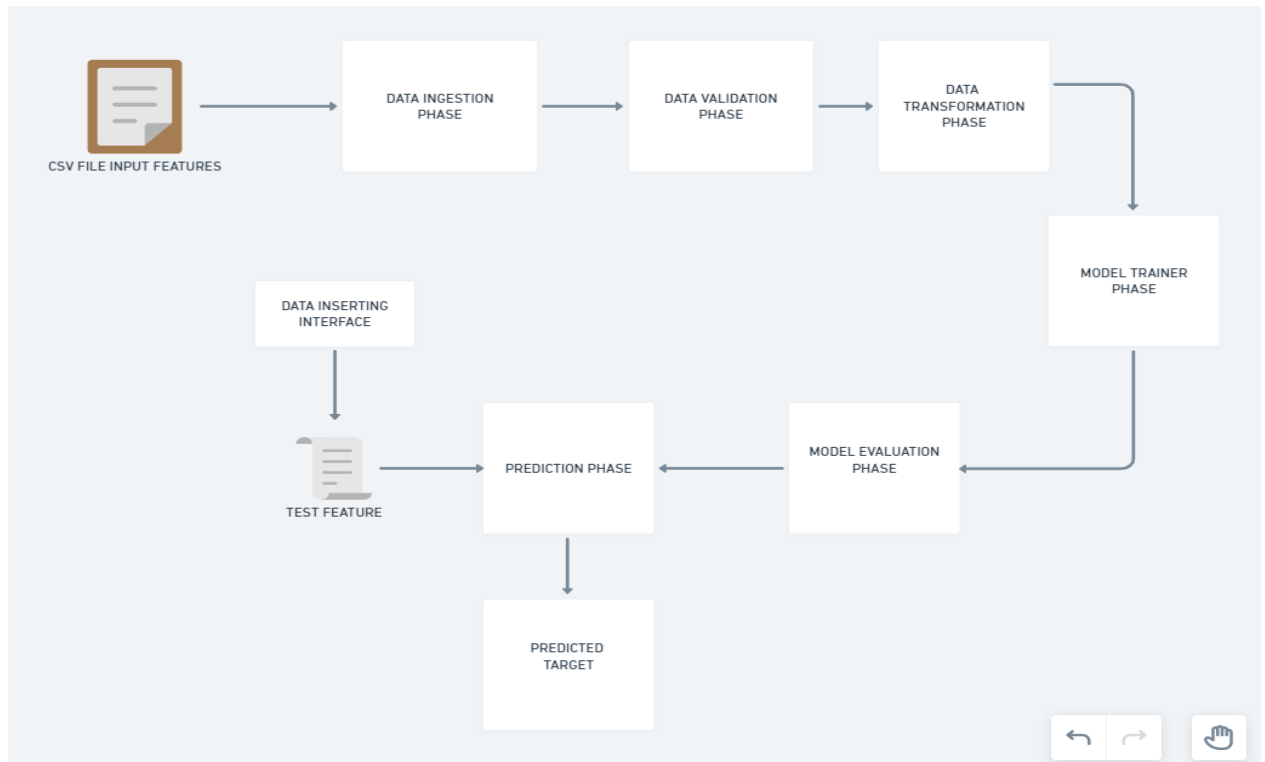 DATA INGESTION
PHASE
DATA VALIDATION
PHASE
DATA
TRANSFORMATION
PHASE
CSV FILE INPUT FEATURES
MODEL TRAINER
PHASE
DATA INSERTING
INTERFACE
TEST FEATURE
PREDICTION PHASE
MODEL EVALUATION
PHASE
PREDICTED
TARGET